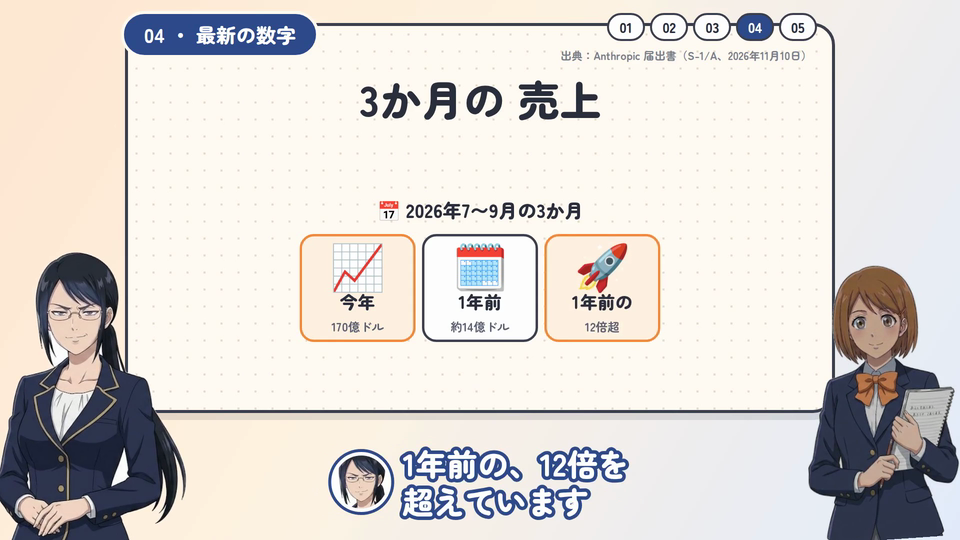 04 ・ 最新の数字
01 02 03 04 05
出典：Anthropic 届出書（S-1/A、2026年11月10日）
3か月の 売上
July 17 2026年7〜9月の3か月
今年
170億ドル
1年前
約14億ドル
1年前の
12倍超
1年前の、12倍を
超えています